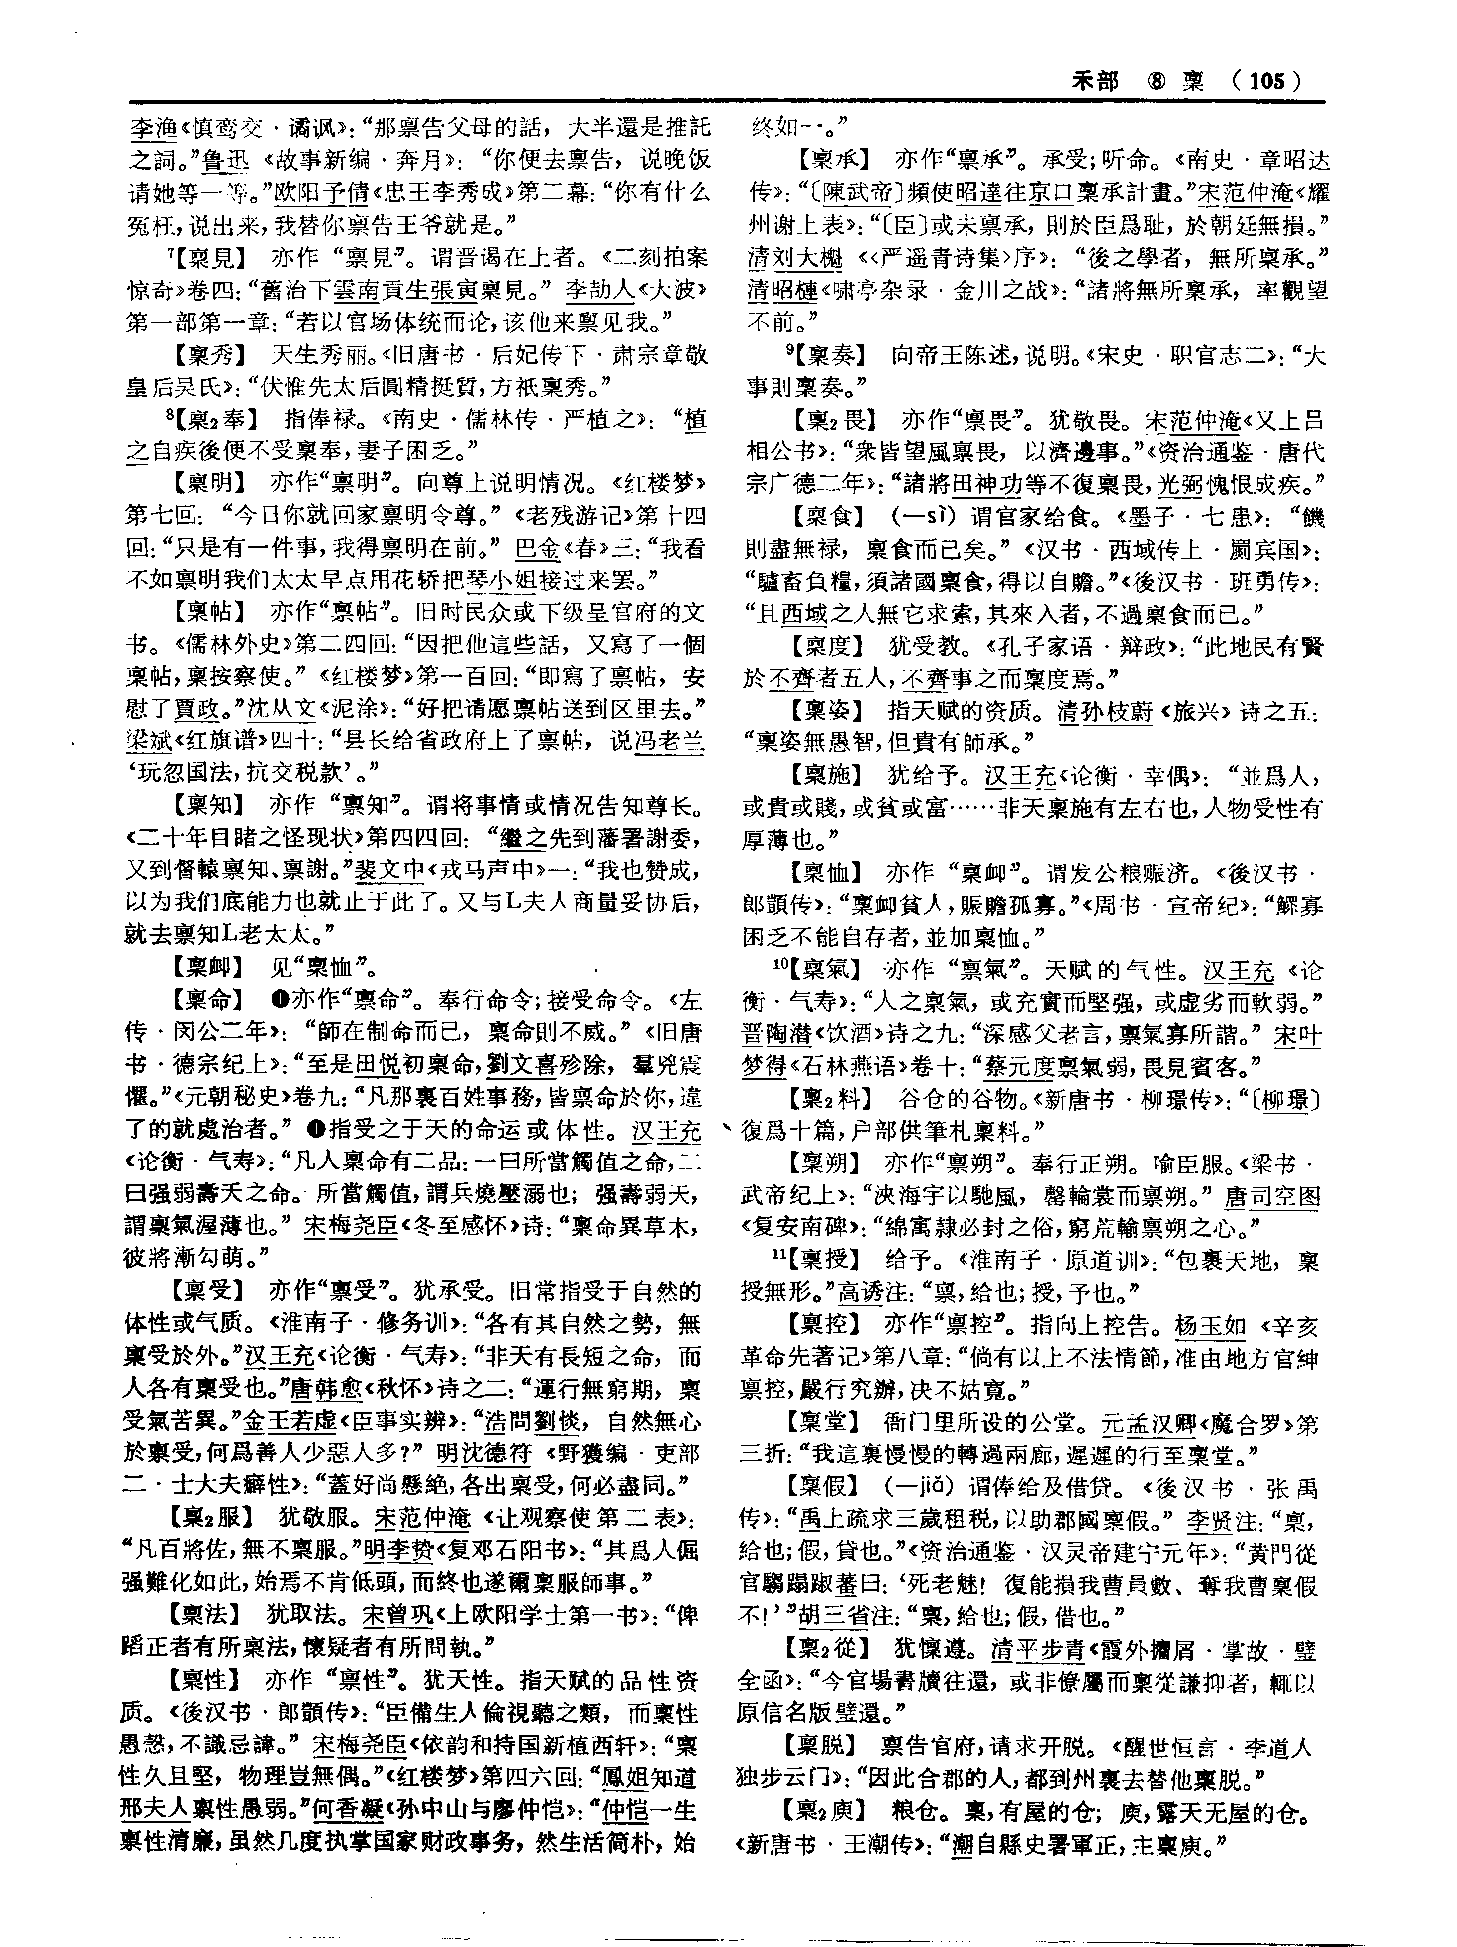 禾部 ⑧ 稟 （105）
李渔《慎鸾交·谲讽》：“那禀告父母的話，大半還是推託
之詞。”鲁迅《故事新编·奔月》：“你便去禀告，说晚饭
请她等一等。”欧阳予倩《忠王李秀成》第二幕：“你有什么
冤枉，说出来，我替你禀告王爷就是。”
⁷【稟見】 亦作“禀見”。谓晋谒在上者。《二刻拍案
惊奇》卷四：“舊治下雲南貢生張寅稟見。”李劼人《大波》
第一部第一章：“若以官场体统而论，该他来禀见我。”
【稟秀】 天生秀丽。《旧唐书·后妃传下·肃宗章敬
皇后吴氏》：“伏惟先太后圓精挺質，方祇稟秀。”
⁸【稟₂奉】 指俸禄。《南史·儒林传·严植之》：“植
之自疾後便不受稟奉，妻子困乏。”
【稟明】 亦作“禀明”。向尊上说明情况。《红楼梦》
第七回：“今日你就回家禀明令尊。”《老残游记》第十四
回：“只是有一件事，我得禀明在前。”巴金《春》三：“我看
不如禀明我们太太早点用花轿把琴小姐接过来罢。”
【稟帖】 亦作“禀帖”。旧时民众或下级呈官府的文
书。《儒林外史》第二四回：“因把他這些話，又寫了一個
稟帖，稟按察使。”《红楼梦》第一百回：“即寫了禀帖，安
慰了賈政。”沈从文《泥涂》：“好把请愿禀帖送到区里去。”
梁斌《红旗谱》四十：“县长给省政府上了禀帖，说冯老兰
‘玩忽国法，抗交税款’。”
【稟知】 亦作“禀知”。谓将事情或情况告知尊长。
《二十年目睹之怪现状》第四四回：“繼之先到藩署謝委，
又到督轅禀知、禀謝。”裴文中《戎马声中》一：“我也赞成，
以为我们底能力也就止于此了。又与L夫人商量妥协后，
就去禀知L老太太。”
【稟卹】 见“稟恤”。
【稟命】 ❶亦作“禀命”。奉行命令；接受命令。《左
传·闵公二年》：“師在制命而已，稟命則不威。”《旧唐
书·德宗纪上》：“至是田悦初稟命，劉文喜殄除，羣兇震
懼。”《元朝秘史》卷九：“凡那裏百姓事務，皆禀命於你，違
了的就處治者。”❶指受之于天的命运或体性。汉王充
《论衡·气寿》：“凡人稟命有二品：一曰所當觸值之命，二
曰强弱壽夭之命。所當觸值，謂兵燒壓溺也；强壽弱夭，
謂稟氣渥薄也。”宋梅尧臣《冬至感怀》诗：“稟命異草木，
彼將漸勾萌。”
【稟受】 亦作“禀受”。犹承受。旧常指受于自然的
体性或气质。《淮南子·修务训》：“各有其自然之勢，無
稟受於外。”汉王充《论衡·气寿》：“非天有長短之命，而
人各有稟受也。”唐韩愈《秋怀》诗之二：“運行無窮期，稟
受氣苦異。”金王若虚《臣事实辨》：“浩問劉惔，自然無心
於稟受，何爲善人少惡人多？”明沈德符《野獲编·吏部
二·士大夫癖性》：“蓋好尚懸絶，各出稟受，何必盡同。”
【稟₂服】 犹敬服。宋范仲淹《让观察使第二表》：
“凡百將佐，無不稟服。”明李贽《复邓石阳书》：“其爲人倔
强難化如此，始焉不肯低頭，而終也遂爾稟服師事。”
【稟法】 犹取法。宋曾巩《上欧阳学士第一书》：“俾
蹈正者有所稟法，懷疑者有所問執。”
【稟性】 亦作“禀性”。犹天性。指天赋的品性资
质。《後汉书·郎顗传》：“臣備生人倫視聽之類，而稟性
愚慤，不識忌諱。”宋梅尧臣《依韵和持国新植西轩》：“稟
性久且堅，物理豈無偶。”《红楼梦》第四六回：“鳳姐知道
邢夫人稟性愚弱。”何香凝《孙中山与廖仲恺》：“仲恺一生
禀性清廉，虽然几度执掌国家财政事务，然生活简朴，始
终如一。”
【稟承】 亦作“禀承”。承受；听命。《南史·章昭达
传》：“〔陳武帝〕頻使昭達往京口稟承計畫。”宋范仲淹《耀
州谢上表》：“〔臣〕或未禀承，則於臣爲耻，於朝廷無損。”
清刘大櫆《〈严遥青诗集〉序》：“後之學者，無所稟承。”
清昭槤《啸亭杂录·金川之战》：“諸將無所稟承，率觀望
不前。”
⁹【稟奏】 向帝王陈述，说明。《宋史·职官志二》：“大
事則稟奏。”
【稟₂畏】 亦作“禀畏”。犹敬畏。宋范仲淹《又上吕
相公书》：“衆皆望風禀畏，以濟邊事。”《资治通鉴·唐代
宗广德二年》：“諸將田神功等不復稟畏，光弼愧恨成疾。”
【稟食】 （—sì）谓官家给食。《墨子·七患》：“饑
則盡無禄，稟食而已矣。”《汉书·西域传上·罽宾国》：
“驢畜負糧，須諸國稟食，得以自贍。”《後汉书·班勇传》：
“且西域之人無它求索，其來入者，不過稟食而已。”
【稟度】 犹受教。《孔子家语·辩政》：“此地民有賢
於不齊者五人，不齊事之而稟度焉。”
【稟姿】 指天赋的资质。清孙枝蔚《旅兴》诗之五：
“稟姿無愚智，但貴有師承。”
【稟施】 犹给予。汉王充《论衡·幸偶》：“並爲人，
或貴或賤，或貧或富……非天稟施有左右也，人物受性有
厚薄也。”
【稟恤】 亦作“稟卹”。谓发公粮赈济。《後汉书·
郎顗传》：“稟卹貧人，賑贍孤寡。”《周书·宣帝纪》：“鰥寡
困乏不能自存者，並加稟恤。”
¹⁰【稟氣】 亦作“禀氣”。天赋的气性。汉王充《论
衡·气寿》：“人之稟氣，或充實而堅强，或虚劣而軟弱。”
晋陶潜《饮酒》诗之九：“深感父老言，稟氣寡所諧。”宋叶
梦得《石林燕语》卷十：“蔡元度禀氣弱，畏見賓客。”
【稟₂料】 谷仓的谷物。《新唐书·柳璟传》：“〔柳璟〕
復爲十篇，户部供筆札稟料。”
【稟朔】 亦作“禀朔”。奉行正朔。喻臣服。《梁书·
武帝纪上》：“浹海宇以馳風，罄輪裳而稟朔。”唐司空图
《复安南碑》：“綿寓隸必封之俗，窮荒輸禀朔之心。”
¹¹【稟授】 给予。《淮南子·原道训》：“包裹天地，稟
授無形。”高诱注：“稟，給也；授，予也。”
【稟控】 亦作“禀控”。指向上控告。杨玉如《辛亥
革命先著记》第八章：“倘有以上不法情節，准由地方官紳
禀控，嚴行究辦，决不姑寬。”
【稟堂】 衙门里所设的公堂。元孟汉卿《魔合罗》第
三折：“我這裏慢慢的轉過兩廊，遲遲的行至稟堂。”
【稟假】 （—jiǎ）谓俸给及借贷。《後汉书·张禹
传》：“禹上疏求三歲租税，以助郡國稟假。”李贤注：“稟，
給也；假，貸也。”《资治通鉴·汉灵帝建宁元年》：“黄門從
官騶蹋踧蕃曰：‘死老魅！復能損我曹員數、奪我曹稟假
不！’”胡三省注：“稟，給也；假，借也。”
【稟₂從】 犹懔遵。清平步青《霞外攟屑·掌故·璧
全函》：“今官場書牘往還，或非僚屬而稟從謙抑者，輒以
原信名版璧還。”
【稟脱】 禀告官府，请求开脱。《醒世恒言·李道人
独步云门》：“因此合郡的人，都到州裏去替他稟脱。”
【稟₂庾】 粮仓。稟，有屋的仓；庾，露天无屋的仓。
《新唐书·王潮传》：“潮自縣史署軍正，主稟庾。”